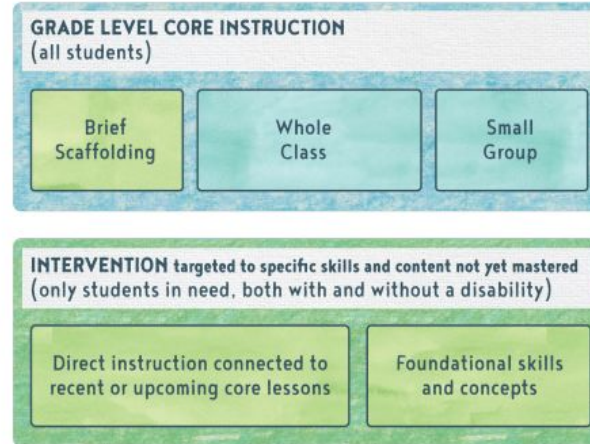 GRADE LEVEL CORE INSTRUCTION
(all students)
Brief
Scaffolding
Whole
Class
Small
Group
INTERVENTION targeted to specific skills and content not yet mastered
(only students in need, both with and without a disability)
Direct instruction connected to
recent or upcoming core lessons
Foundational skills
and concepts